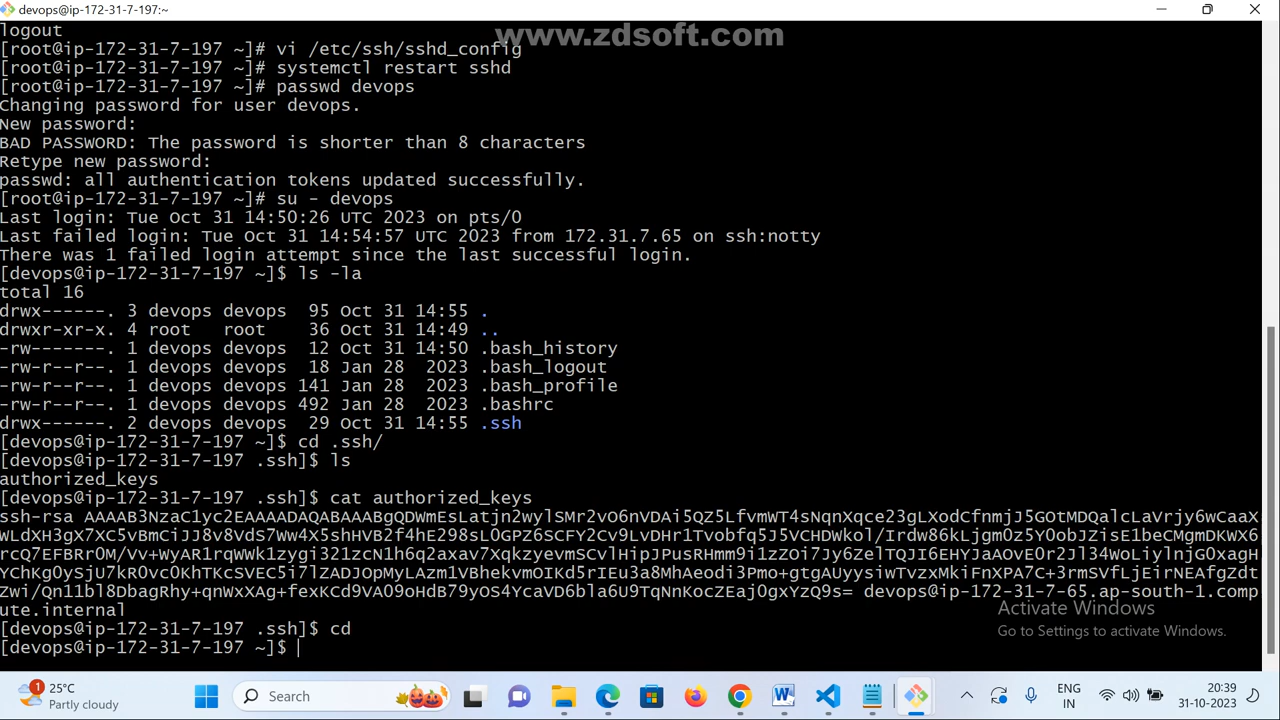 devops@ip-172-31-7-197:~
logout
www.zdsoft.com
[root@ip-172-31-7-197 ~]# vi /etc/ssh/sshd_config
[root@ip-172-31-7-197 ~]# systemctl restart sshd
[root@ip-172-31-7-197 ~]# passwd devops
Changing password for user devops.
New password:
BAD PASSWORD: The password is shorter than 8 characters
Retype new password:
passwd: all authentication tokens updated successfully.
[root@ip-172-31-7-197 ~]# su - devops
Last login: Tue Oct 31 14:50:26 UTC 2023 on pts/0
Last failed login: Tue Oct 31 14:54:57 UTC 2023 from 172.31.7.65 on ssh:notty
There was 1 failed login attempt since the last successful login.
[devops@ip-172-31-7-197 ~]$ ls -la
total 16
drwx------. 3 devops devops  95 Oct 31 14:55 .
drwxr-xr-x. 4 root   root    36 Oct 31 14:49 ..
-rw-------. 1 devops devops  12 Oct 31 14:50 .bash_history
-rw-r--r--. 1 devops devops  18 Jan 28  2023 .bash_logout
-rw-r--r--. 1 devops devops 141 Jan 28  2023 .bash_profile
-rw-r--r--. 1 devops devops 492 Jan 28  2023 .bashrc
drwx------. 2 devops devops  29 Oct 31 14:55 .ssh
[devops@ip-172-31-7-197 ~]$ cd .ssh/
[devops@ip-172-31-7-197 .ssh]$ ls
authorized_keys
[devops@ip-172-31-7-197 .ssh]$ cat authorized_keys
ssh-rsa AAAAB3NzaC1yc2EAAAADAQABAAABgQDWmEsLatjn2wylSMr2vO6nVDAi5QZ5LfvmWT4sNqnXqce23gLXodCfnmjJ5GOtMDQalcLaVrjy6wCaaX
WLdXH3gX7XC5vBmCiJJ8v8VdS7Ww4X5shHVB2f4hE298sL0GPZ6SCFY2Cv9LvDHr1Tvobfq5J5VCHDWkol/Irdw86kLjgm0z5Y0obJZisE1beCMgmDKWX6
rcQ7EFBRrOM/Vv+WyAR1rqWWk1zygi321zcN1h6q2axav7XqkzyevmSCvlHipJPusRHmm9i1zZOi7Jy6ZelTQJI6EHYJaAOvE0r2Jl34WoLiylnjG0xagH
YChKg0ySjU7kR0vc0KhTKcSVEC5i7lZADJOpMyLAzm1VBhekvmOIKd5rIEu3a8MhAeodi3Pmo+gtgAUyysiwTvzxMkiFnXPA7C+3rmSVfLjEirNEAfgZdt
Zwi/Qn11bl8DbagRhy+qnWxXAg+fexKCd9VA09oHdB79yOS4YcaVD6bla6U9TqNnKocZEaj0gxYzQ9s= devops@ip-172-31-7-65.ap-south-1.comp
ute.internal
[devops@ip-172-31-7-197 .ssh]$ cd
[devops@ip-172-31-7-197 ~]$
Activate Windows
Go to Settings to activate Windows.
1
25°C
Partly cloudy
Search
ENG
IN
20:39
31-10-2023